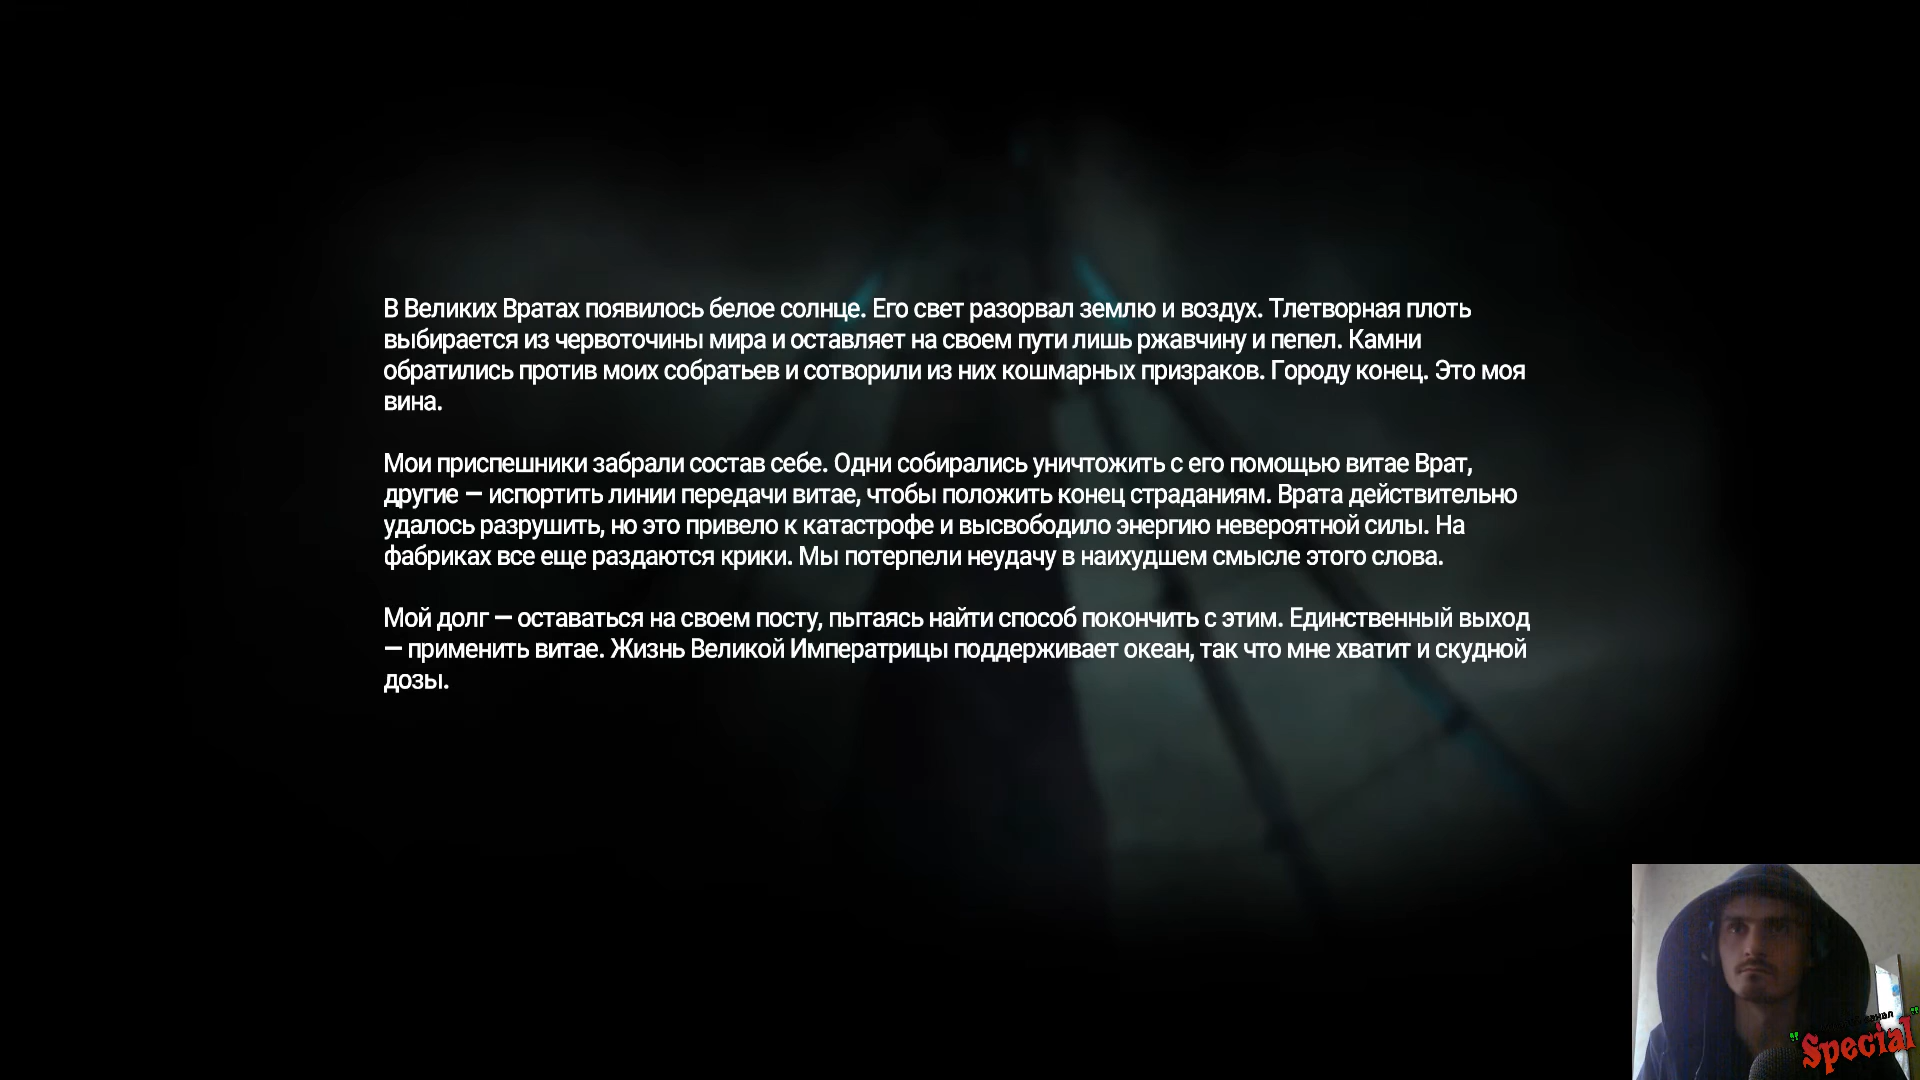 В Великих Вратах появилось белое солнце. Его свет разорвал землю и воздух. Тлетворная плоть
выбирается из червоточины мира и оставляет на своем пути лишь ржавчину и пепел. Камни
обратились против моих собратьев и сотворили из них кошмарных призраков. Городу конец. Это моя
вина.
Мои приспешники забрали состав себе. Одни собирались уничтожить с его помощью витае Врат,
другие — испортить линии передачи витае, чтобы положить конец страданиям. Врата действительно
удалось разрушить, но это привело к катастрофе и высвободило энергию невероятной силы. На
фабриках все еще раздаются крики. Мы потерпели неудачу в наихудшем смысле этого слова.
Мой долг — оставаться на своем посту, пытаясь найти способ покончить с этим. Единственный выход
— применить витае. Жизнь Великой Императрицы поддерживает океан, так что мне хватит и скудной
дозы.
канал
"Special"